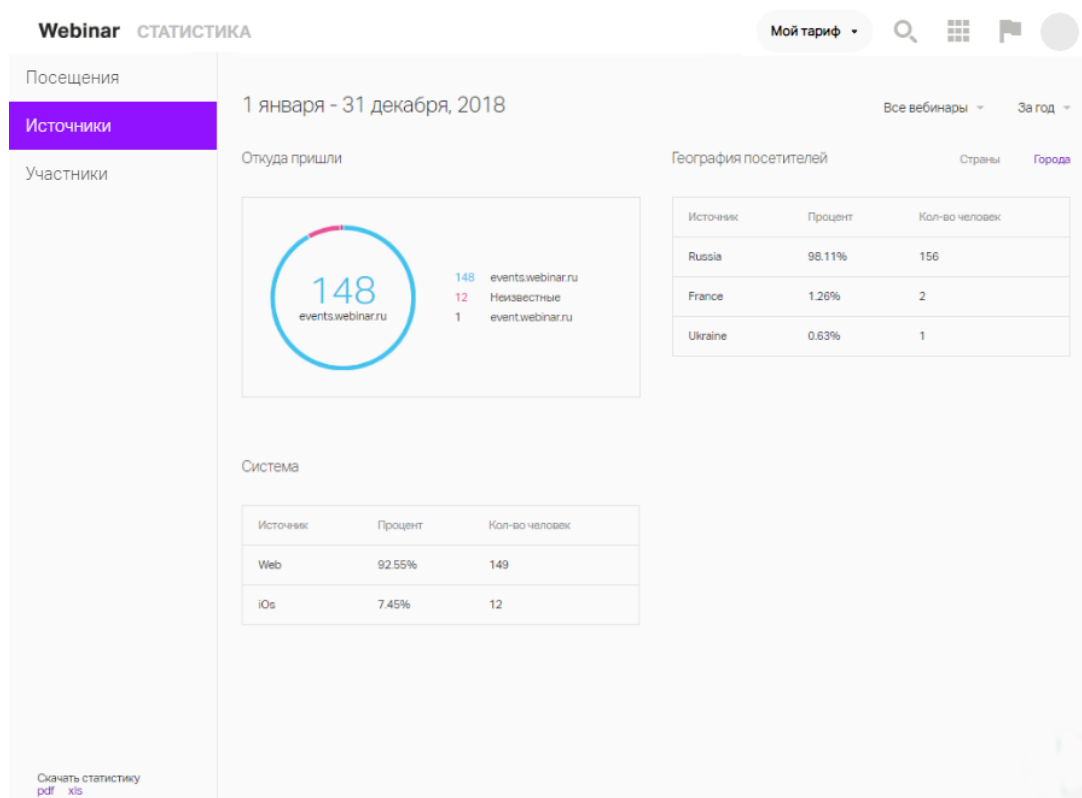 Webinar СТАТИСТИКА
Мой тариф
Посещения
Источники
Участники
1 января - 31 декабря, 2018
Все вебинары
За год
Откуда пришли
148
events.webinar.ru
148 events.webinar.ru
12 Неизвестные
1 event.webinar.ru
География посетителей
Страны
Города
Источник Процент Кол-во человек
Russia 98.11% 156
France 1.26% 2
Ukraine 0.63% 1
Система
Источник Процент Кол-во человек
Web 92.55% 149
iOs 7.45% 12
Скачать статистику
pdf xls